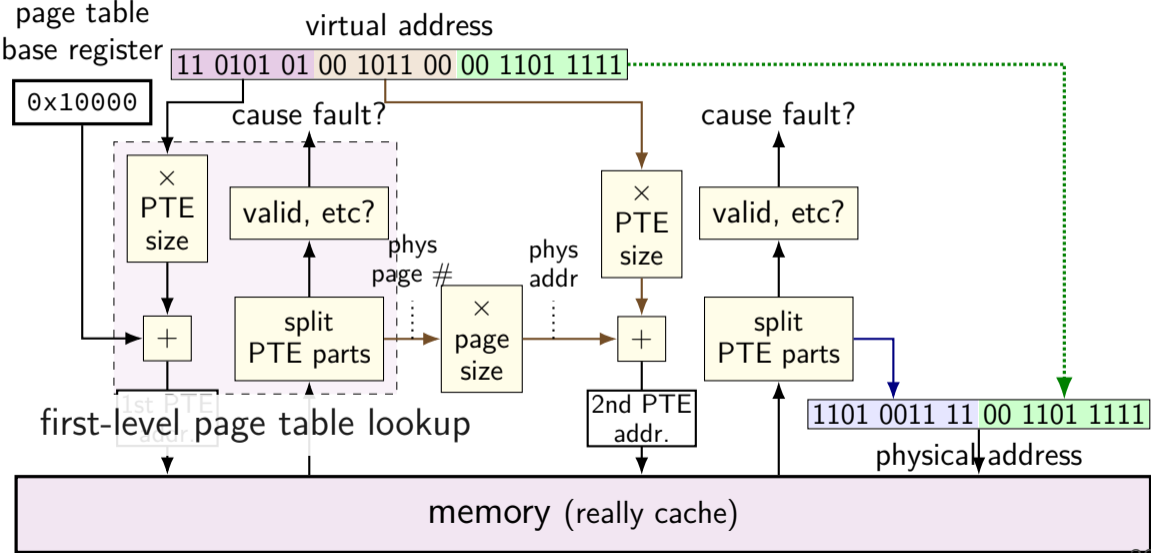 page table
base register
virtual address
11 0101 01 00 1011 00 00 1101 1111
0x10000
cause fault?
cause fault?
×
PTE
size
valid, etc?
×
PTE
size
valid, etc?
phys
page #
phys
addr
+
split
PTE parts
×
page
size
+
split
PTE parts
1st PTE
addr.
first-level page table lookup
2nd PTE
addr.
1101 0011 11 00 1101 1111
physical address
memory (really cache)